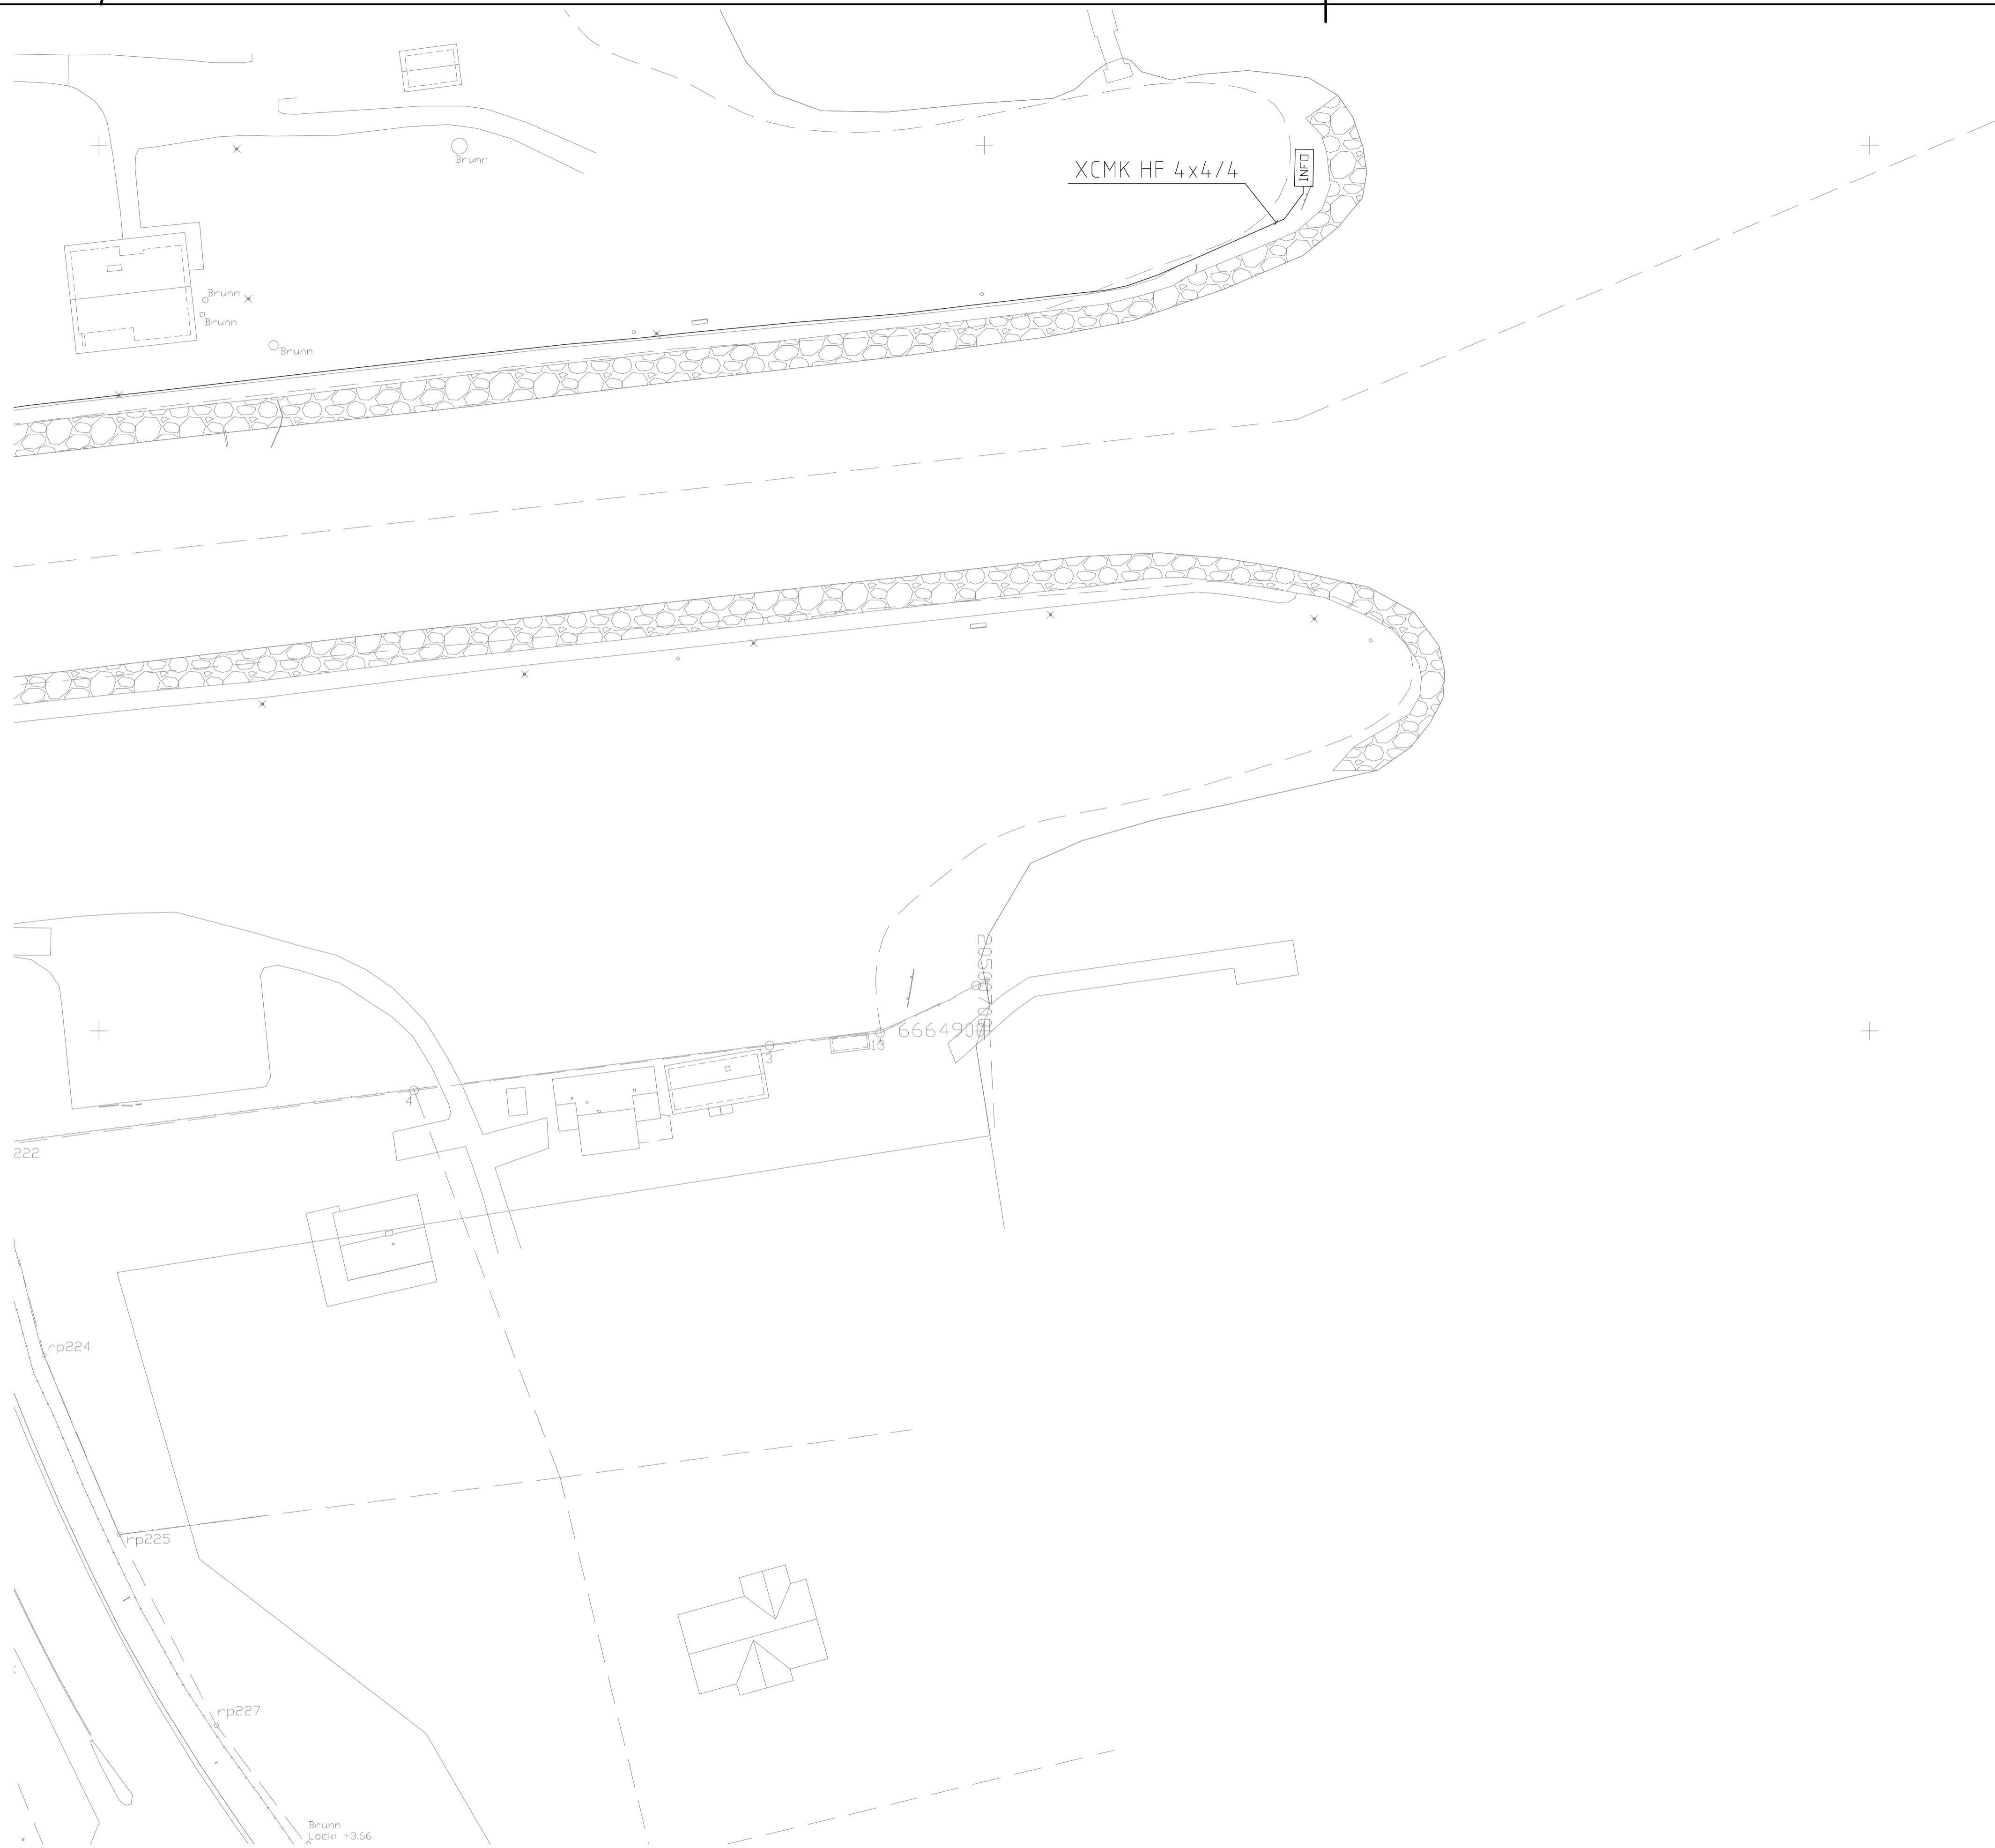 Brunn
XCMK HF 4x4/4
INFO
Brunn
Brunn
Brunn
6664900
13
3
4
222
rp224
rp225
rp227
Brunn
Lock: +3.66